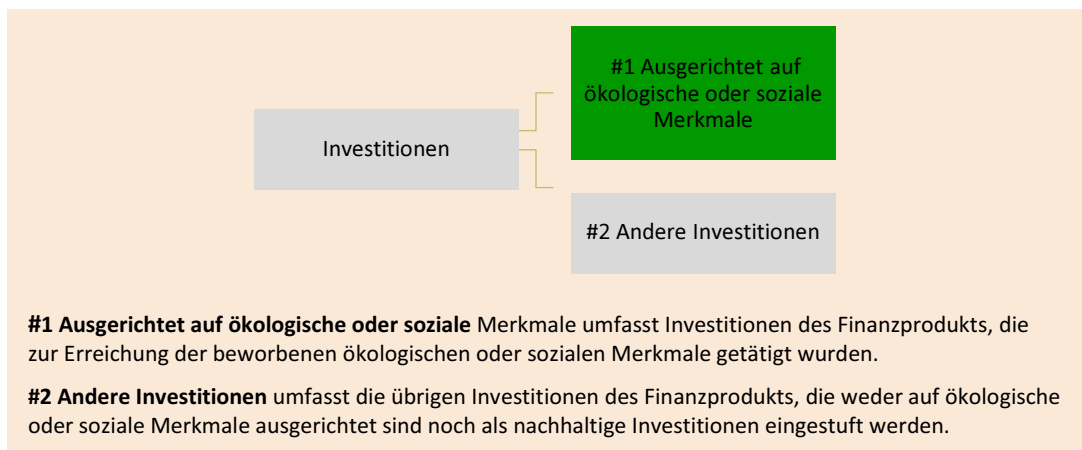 #1 Ausgerichtet auf
ökologische oder soziale
Merkmale
Investitionen
#2 Andere Investitionen
#1 Ausgerichtet auf ökologische oder soziale Merkmale umfasst Investitionen des Finanzprodukts, die
zur Erreichung der beworbenen ökologischen oder sozialen Merkmale getätigt wurden.
#2 Andere Investitionen umfasst die übrigen Investitionen des Finanzprodukts, die weder auf ökologische
oder soziale Merkmale ausgerichtet sind noch als nachhaltige Investitionen eingestuft werden.